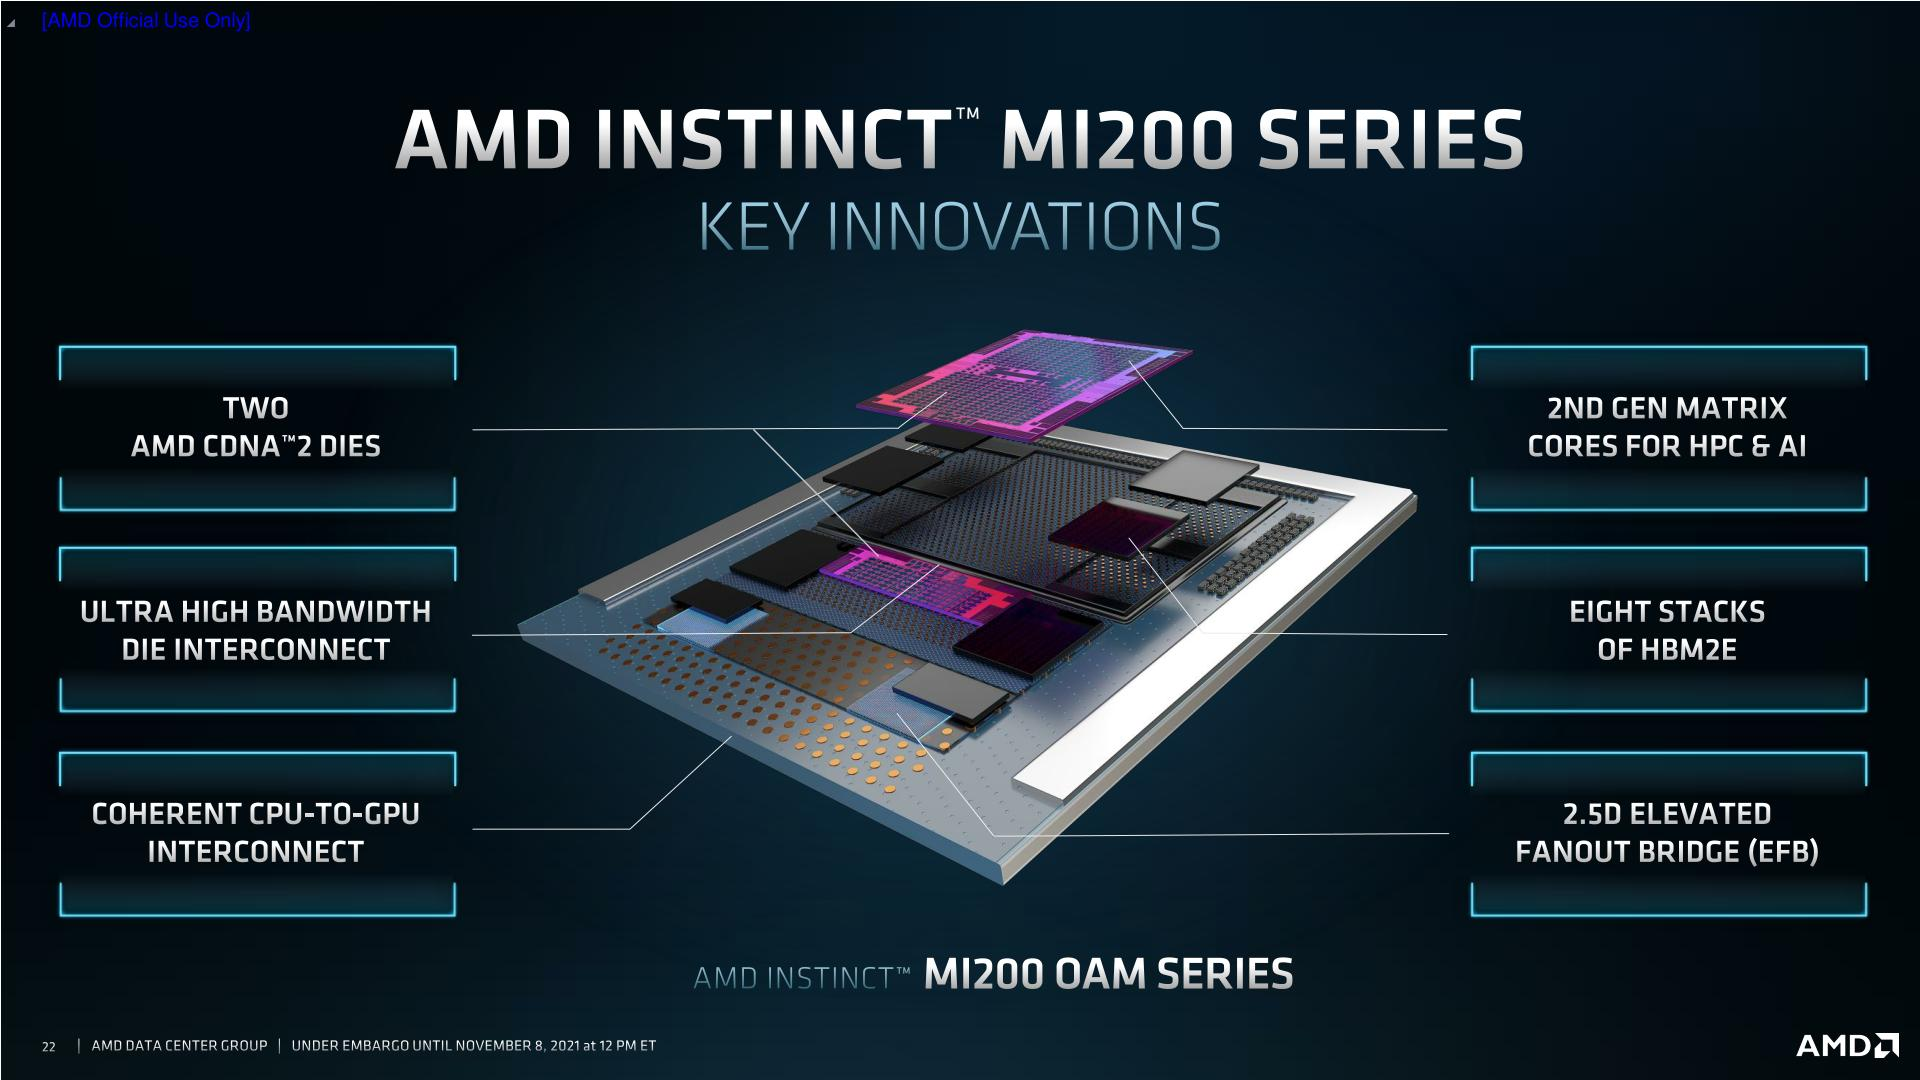 [AMD Official Use Only]
AMD INSTINCT™ MI200 SERIES
KEY INNOVATIONS
TWO
AMD CDNA™2 DIES
ULTRA HIGH BANDWIDTH
DIE INTERCONNECT
COHERENT CPU-TO-GPU
INTERCONNECT
2ND GEN MATRIX
CORES FOR HPC & AI
EIGHT STACKS
OF HBM2E
2.5D ELEVATED
FANOUT BRIDGE (EFB)
AMD INSTINCT™ MI200 OAM SERIES
22 | AMD DATA CENTER GROUP | UNDER EMBARGO UNTIL NOVEMBER 8, 2021 at 12 PM ET
AMD